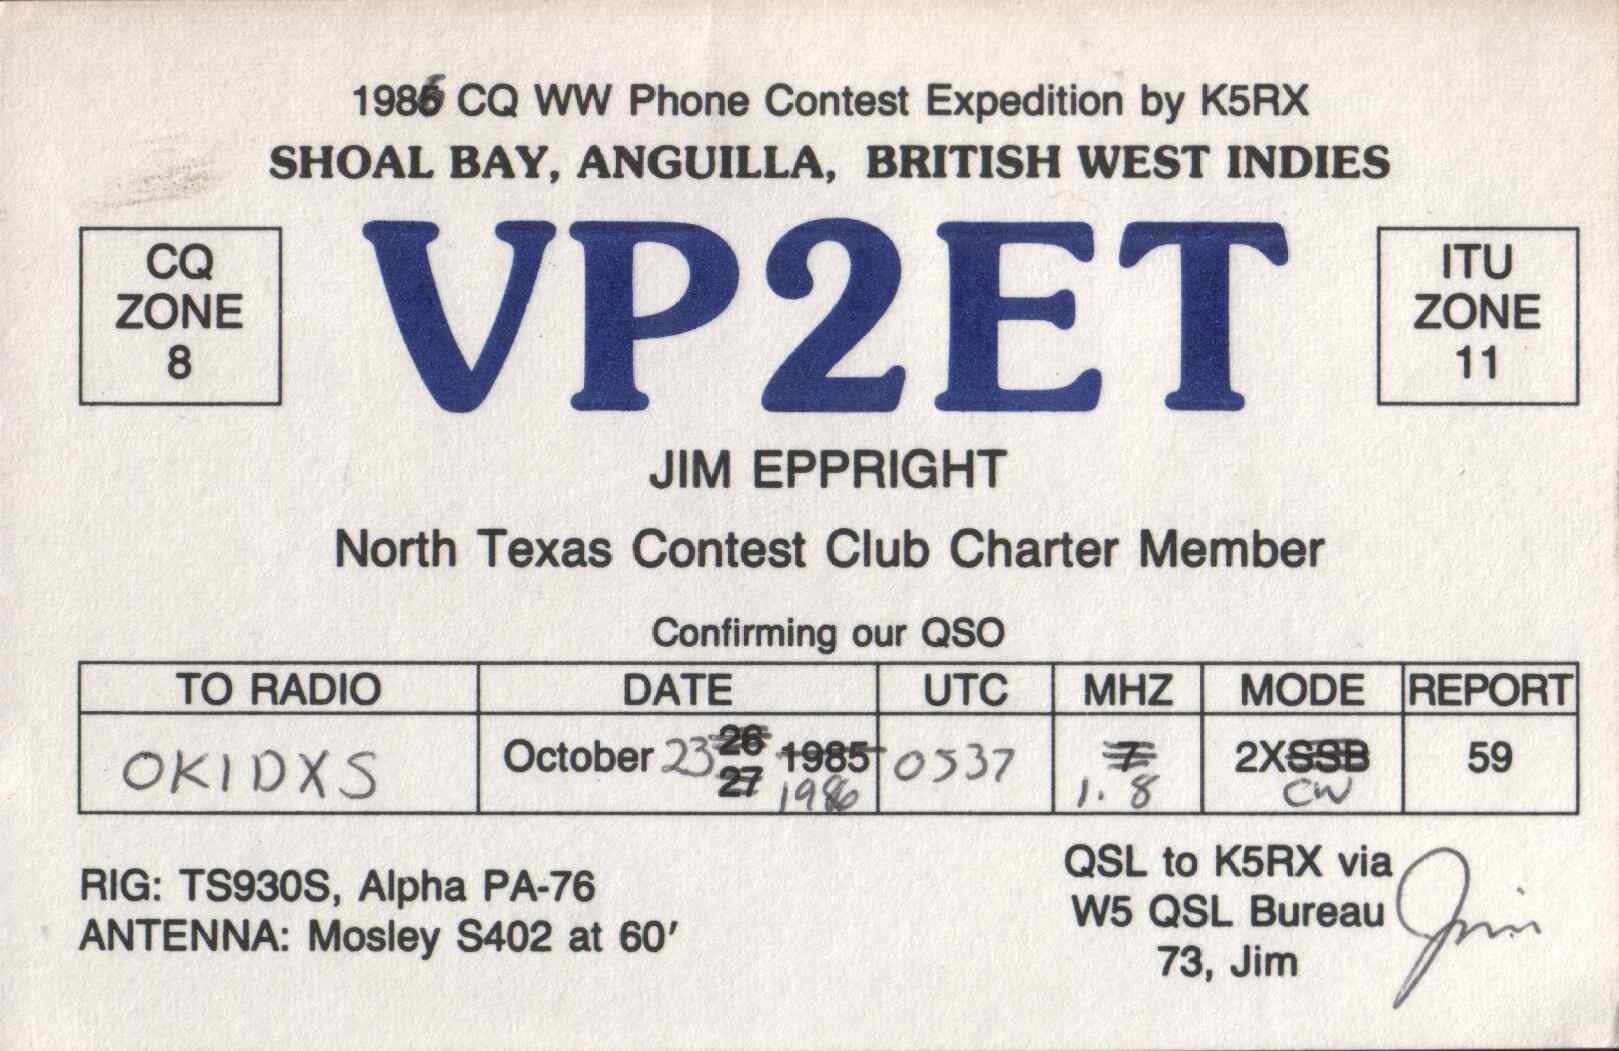 1986 CQ WW Phone Contest Expedition by K5RX
SHOAL BAY, ANGUILLA, BRITISH WEST INDIES
CQ
ZONE
8
VP2ET
ITU
ZONE
11
JIM EPPRIGHT
North Texas Contest Club Charter Member
Confirming our QSO
TO RADIO DATE UTC MHZ MODE REPORT
OK1DXS October 23 26 27 1985 1986 0537 7 1.8 2XSSB CW 59
RIG: TS930S, Alpha PA-76
ANTENNA: Mosley S402 at 60'
QSL to K5RX via
W5 QSL Bureau
73, Jim
Jim